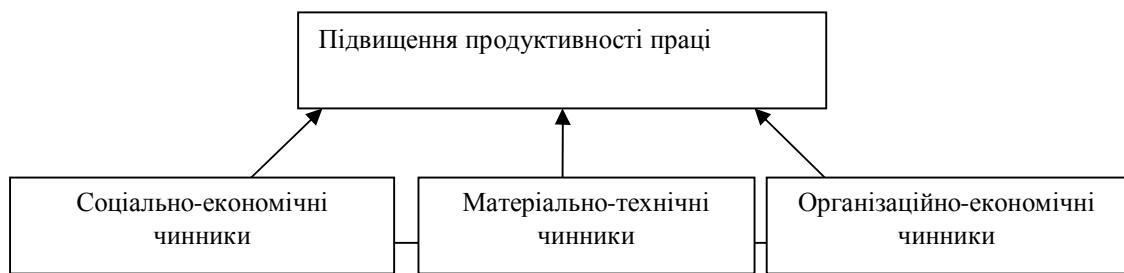 Підвищення продуктивності праці
Соціально-економічні
чинники
Матеріально-технічні
чинники
Організаційно-економічні
чинники